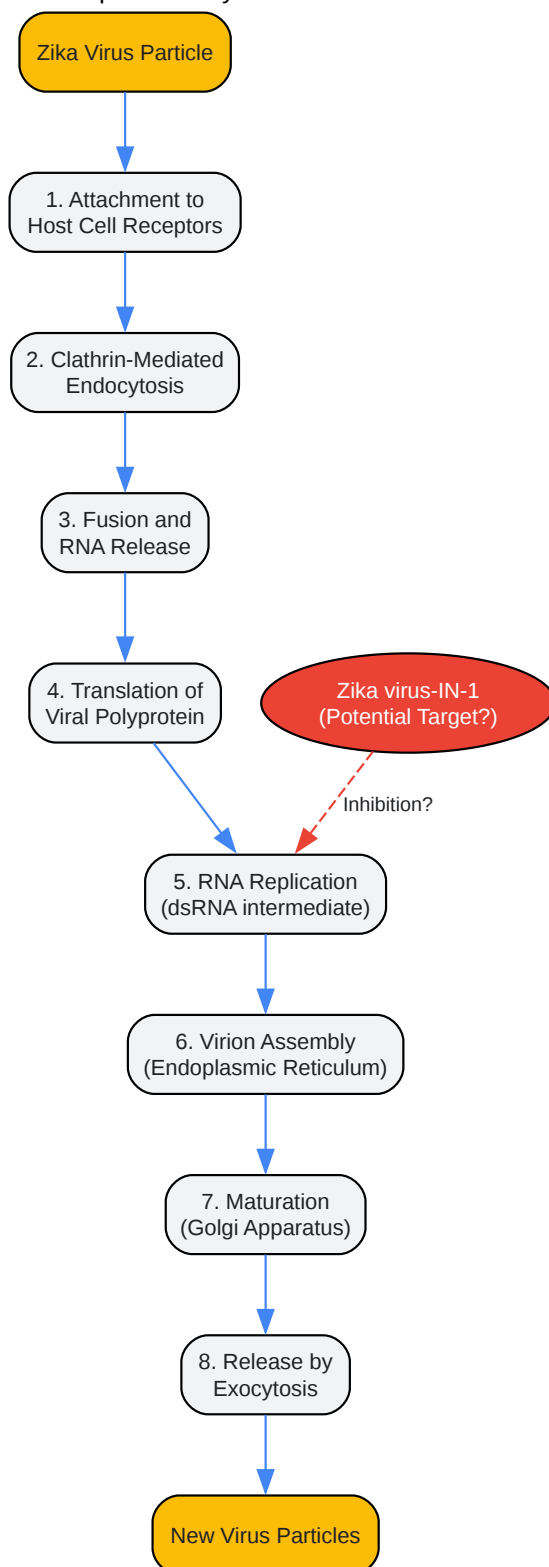 Zika Virus Particle
1. Attachment to
Host Cell Receptors
2. Clathrin-Mediated
Endocytosis
3. Fusion and
RNA Release
4. Translation of
Viral Polyprotein
Zika virus-IN-1
(Potential Target?)
Inhibition?
5. RNA Replication
(dsRNA intermediate)
6. Virion Assembly
(Endoplasmic Reticulum)
7. Maturation
(Golgi Apparatus)
8. Release by
Exocytosis
New Virus Particles